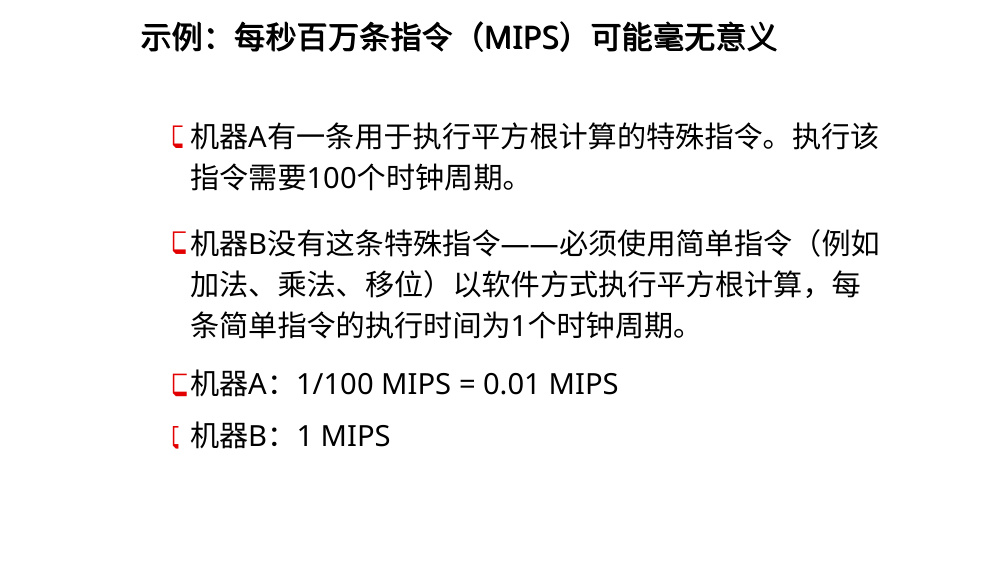 示例：每秒百万条指令（MIPS）可能毫无意义
机器A有一条用于执行平方根计算的特殊指令。执行该
指令需要100个时钟周期。
机器B没有这条特殊指令——必须使用简单指令（例如
加法、乘法、移位）以软件方式执行平方根计算，每
条简单指令的执行时间为1个时钟周期。
机器A：1/100 MIPS = 0.01 MIPS
机器B：1 MIPS